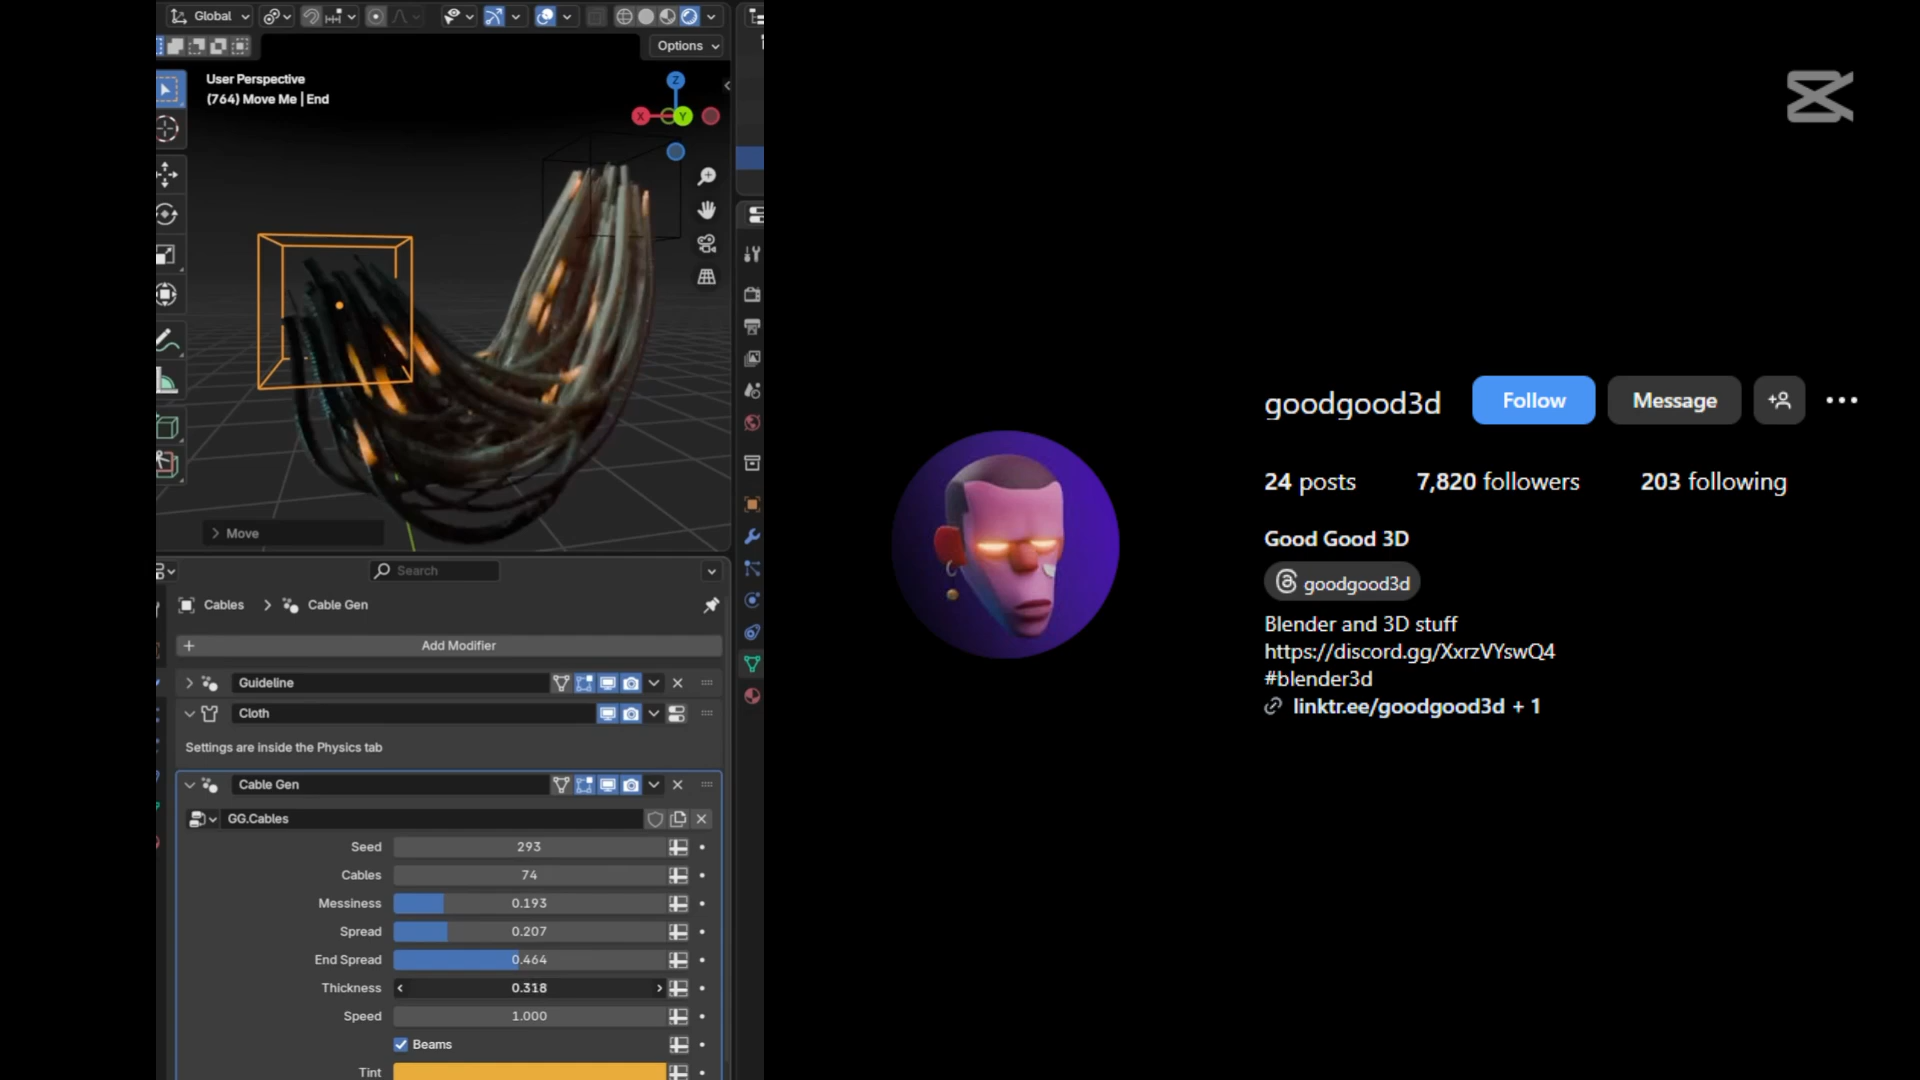 Global
Options
User Perspective
(764) Move Me | End
Z
X
Y
Move
Search
Cables
Cable Gen
Add Modifier
Guideline
Cloth
Settings are inside the Physics tab
Cable Gen
GG.Cables
Seed 293
Cables 74
Messiness 0.193
Spread 0.207
End Spread 0.464
Thickness 0.318
Speed 1.000
Beams
Tint
goodgood3d Follow Message
24 posts 7,820 followers 203 following
Good Good 3D
goodgood3d
Blender and 3D stuff
https://discord.gg/XxrzVYswQ4
#blender3d
linktr.ee/goodgood3d + 1